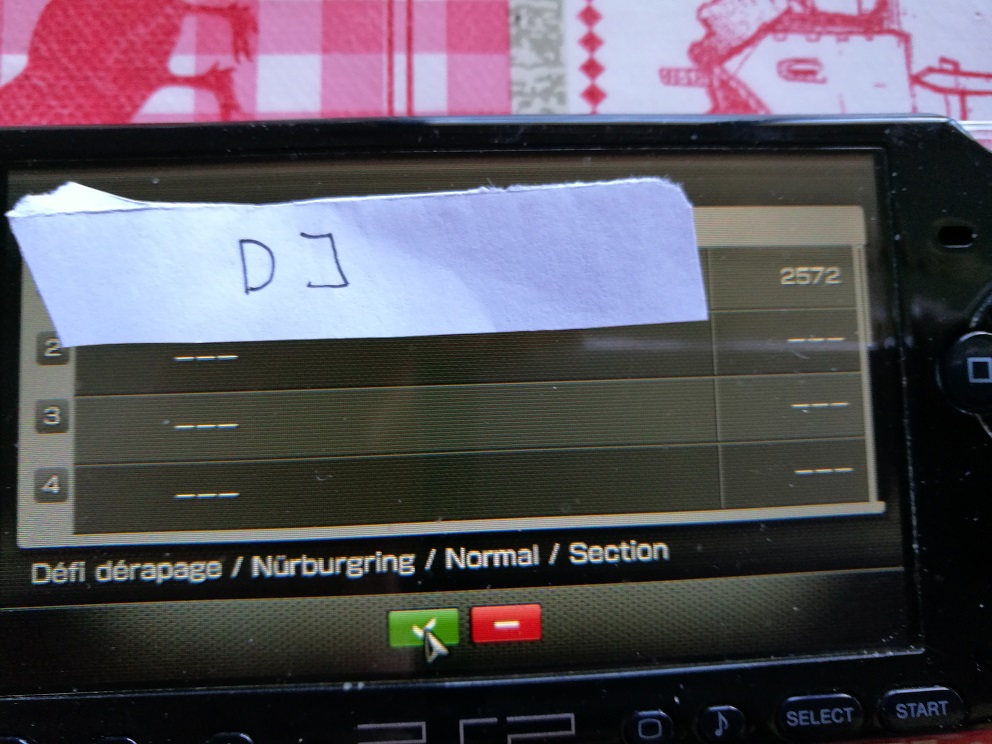 DJ
2572
2 --- ---
3 --- ---
4 --- ---
Défi dérapage / Nürburgring / Normal / Section
SELECT START